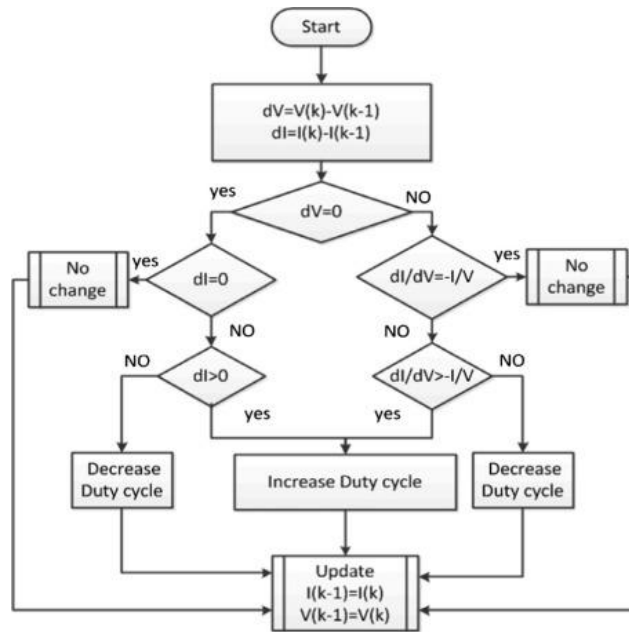 Start
dV=V(k)-V(k-1)
dI=I(k)-I(k-1)
yes
NO
dV=0
No
change
yes
dI=0
dI/dV=-I/V
yes
No
change
NO
NO
NO
dI>0
dI/dV>-I/V
NO
yes
yes
Decrease
Duty cycle
Increase Duty cycle
Decrease
Duty cycle
Update
I(k-1)=I(k)
V(k-1)=V(k)